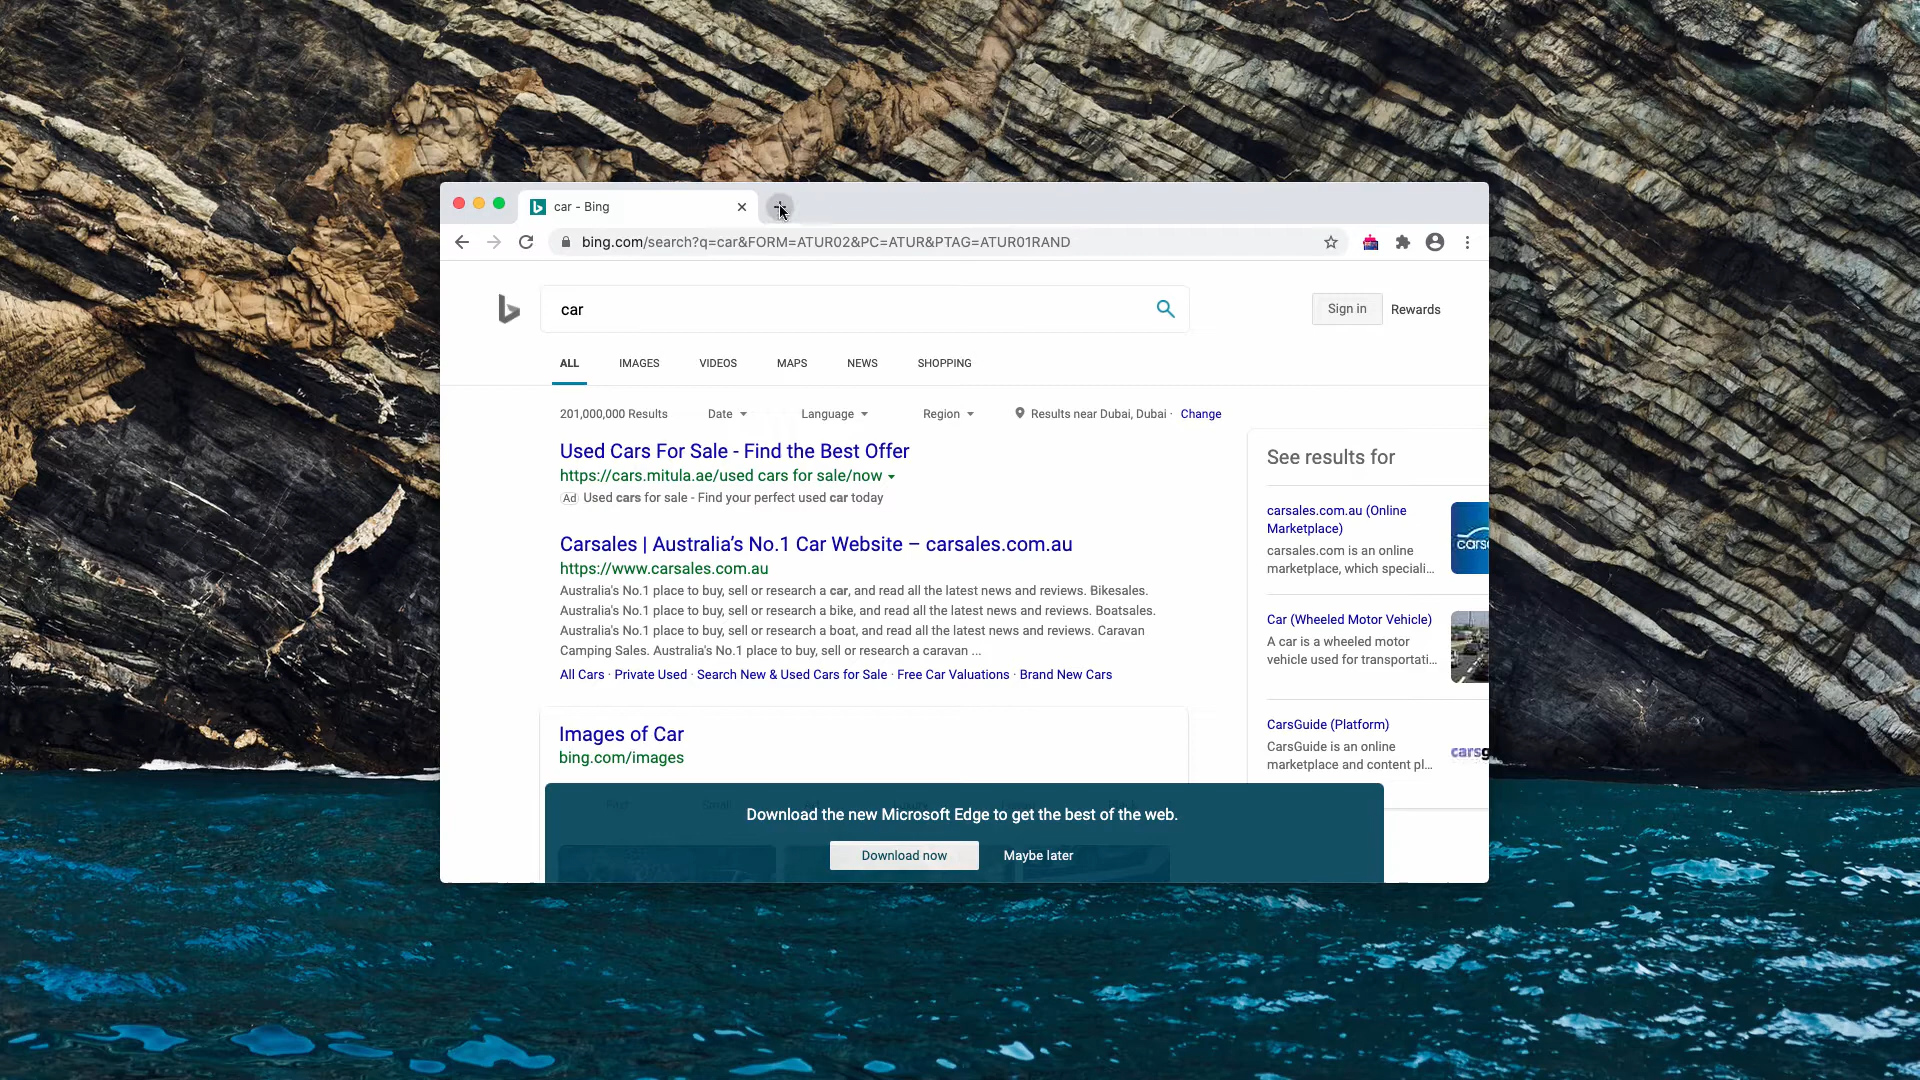 car - Bing
bing.com/search?q=car&FORM=ATUR02&PC=ATUR&PTAG=ATUR01RAND
car
Sign in
Rewards
ALL IMAGES VIDEOS MAPS NEWS SHOPPING
201,000,000 Results Date Language Region Results near Dubai, Dubai · Change
Used Cars For Sale - Find the Best Offer
https://cars.mitula.ae/used cars for sale/now
Ad Used cars for sale - Find your perfect used car today
Carsales | Australia’s No.1 Car Website – carsales.com.au
https://www.carsales.com.au
Australia's No.1 place to buy, sell or research a car, and read all the latest news and reviews. Bikesales.
Australia's No.1 place to buy, sell or research a bike, and read all the latest news and reviews. Boatsales.
Australia's No.1 place to buy, sell or research a boat, and read all the latest news and reviews. Caravan
Camping Sales. Australia's No.1 place to buy, sell or research a caravan ...
All Cars · Private Used · Search New & Used Cars for Sale · Free Car Valuations · Brand New Cars
Images of Car
bing.com/images
See results for
carsales.com.au (Online
Marketplace)
carsales.com is an online
marketplace, which speciali...
cars
Car (Wheeled Motor Vehicle)
A car is a wheeled motor
vehicle used for transportati...
CarsGuide (Platform)
CarsGuide is an online
marketplace and content pl...
carsg
Download the new Microsoft Edge to get the best of the web.
Download now
Maybe later